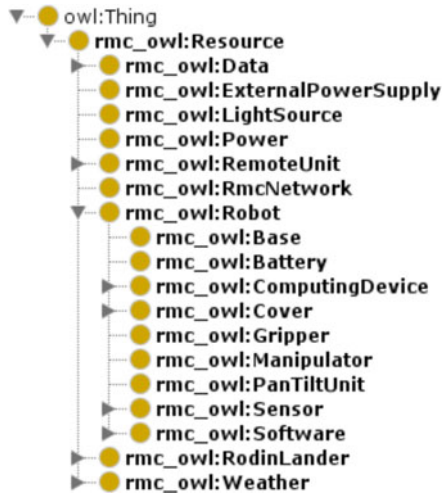 owl:Thing
rmc_owl:Resource
rmc_owl:Data
rmc_owl:ExternalPowerSupply
rmc_owl:LightSource
rmc_owl:Power
rmc_owl:RemoteUnit
rmc_owl:RmcNetwork
rmc_owl:Robot
rmc_owl:Base
rmc_owl:Battery
rmc_owl:ComputingDevice
rmc_owl:Cover
rmc_owl:Gripper
rmc_owl:Manipulator
rmc_owl:PanTiltUnit
rmc_owl:Sensor
rmc_owl:Software
rmc_owl:RodinLander
rmc_owl:Weather